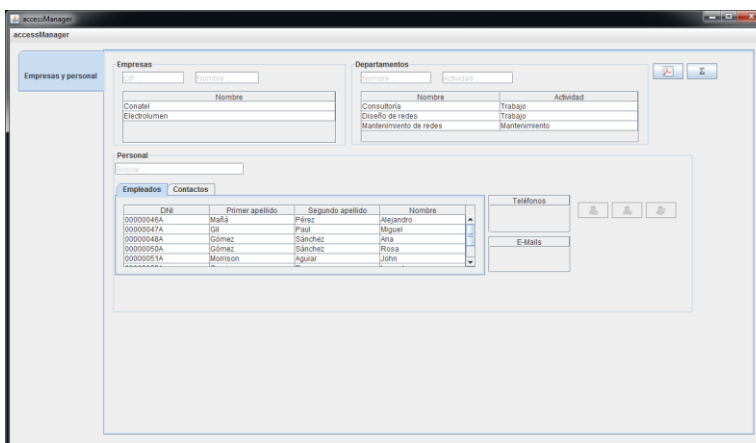 accessManager
accessManager
Empresas y personal
Empresas
CIF ...
Nombre ...
Nombre
Conatel
Electrolumen
Departamentos
Nombre ...
Actividad ...
Nombre Actividad
Consultoría Trabajo
Diseño de redes Trabajo
Mantenimiento de redes Mantenimiento
Σ
Personal
Buscar ...
Empleados Contactos
DNI Primer apellido Segundo apellido Nombre
00000046A Mañá Pérez Alejandro
00000047A Gil Paul Miguel
00000048A Gómez Sánchez Ana
00000050A Gómez Sánchez Rosa
00000051A Morrison Aguiar John
Teléfonos
E-Mails